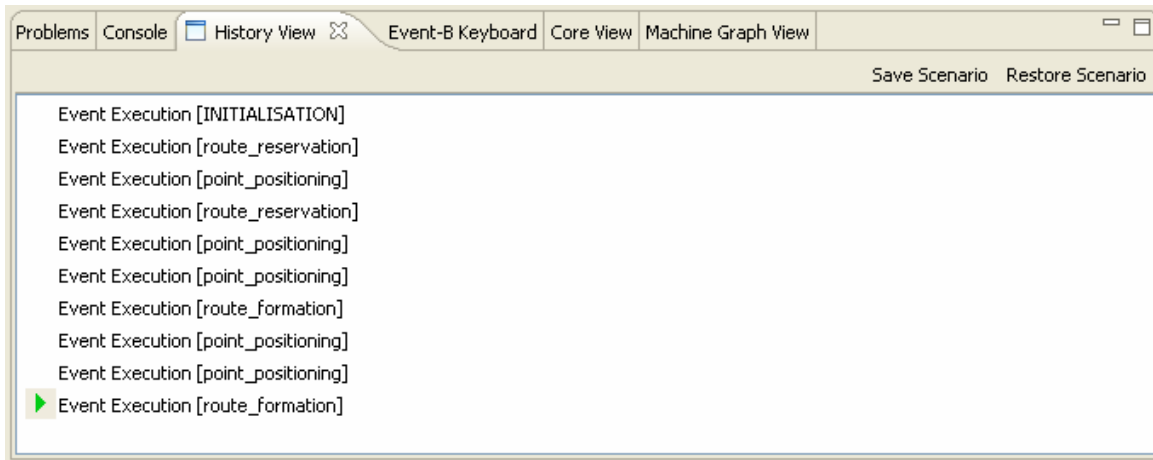 Problems Console History View Event-B Keyboard Core View Machine Graph View
Save Scenario Restore Scenario
Event Execution [INITIALISATION]
Event Execution [route_reservation]
Event Execution [point_positioning]
Event Execution [route_reservation]
Event Execution [point_positioning]
Event Execution [point_positioning]
Event Execution [route_formation]
Event Execution [point_positioning]
Event Execution [point_positioning]
Event Execution [route_formation]